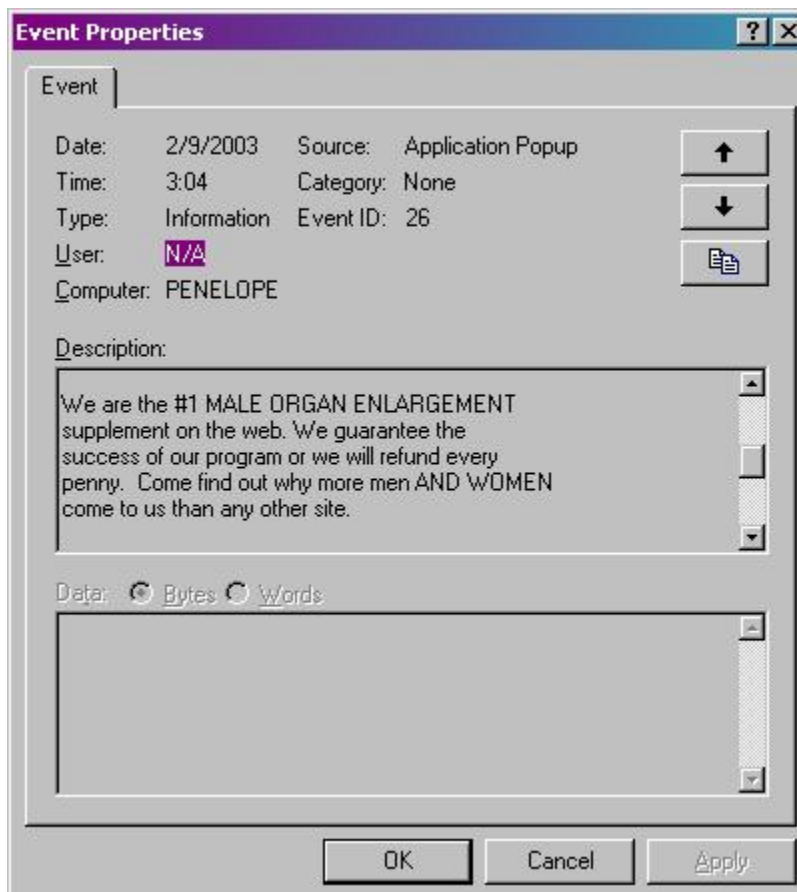 Event Properties
Event
Date: 2/9/2003 Source: Application Popup
Time: 3:04 Category: None
Type: Information Event ID: 26
User: N/A
Computer: PENELOPE
Description:
We are the #1 MALE ORGAN ENLARGEMENT
supplement on the web. We guarantee the
success of our program or we will refund every
penny. Come find out why more men AND WOMEN
come to us than any other site.
Data: Bytes Words
OK Cancel Apply